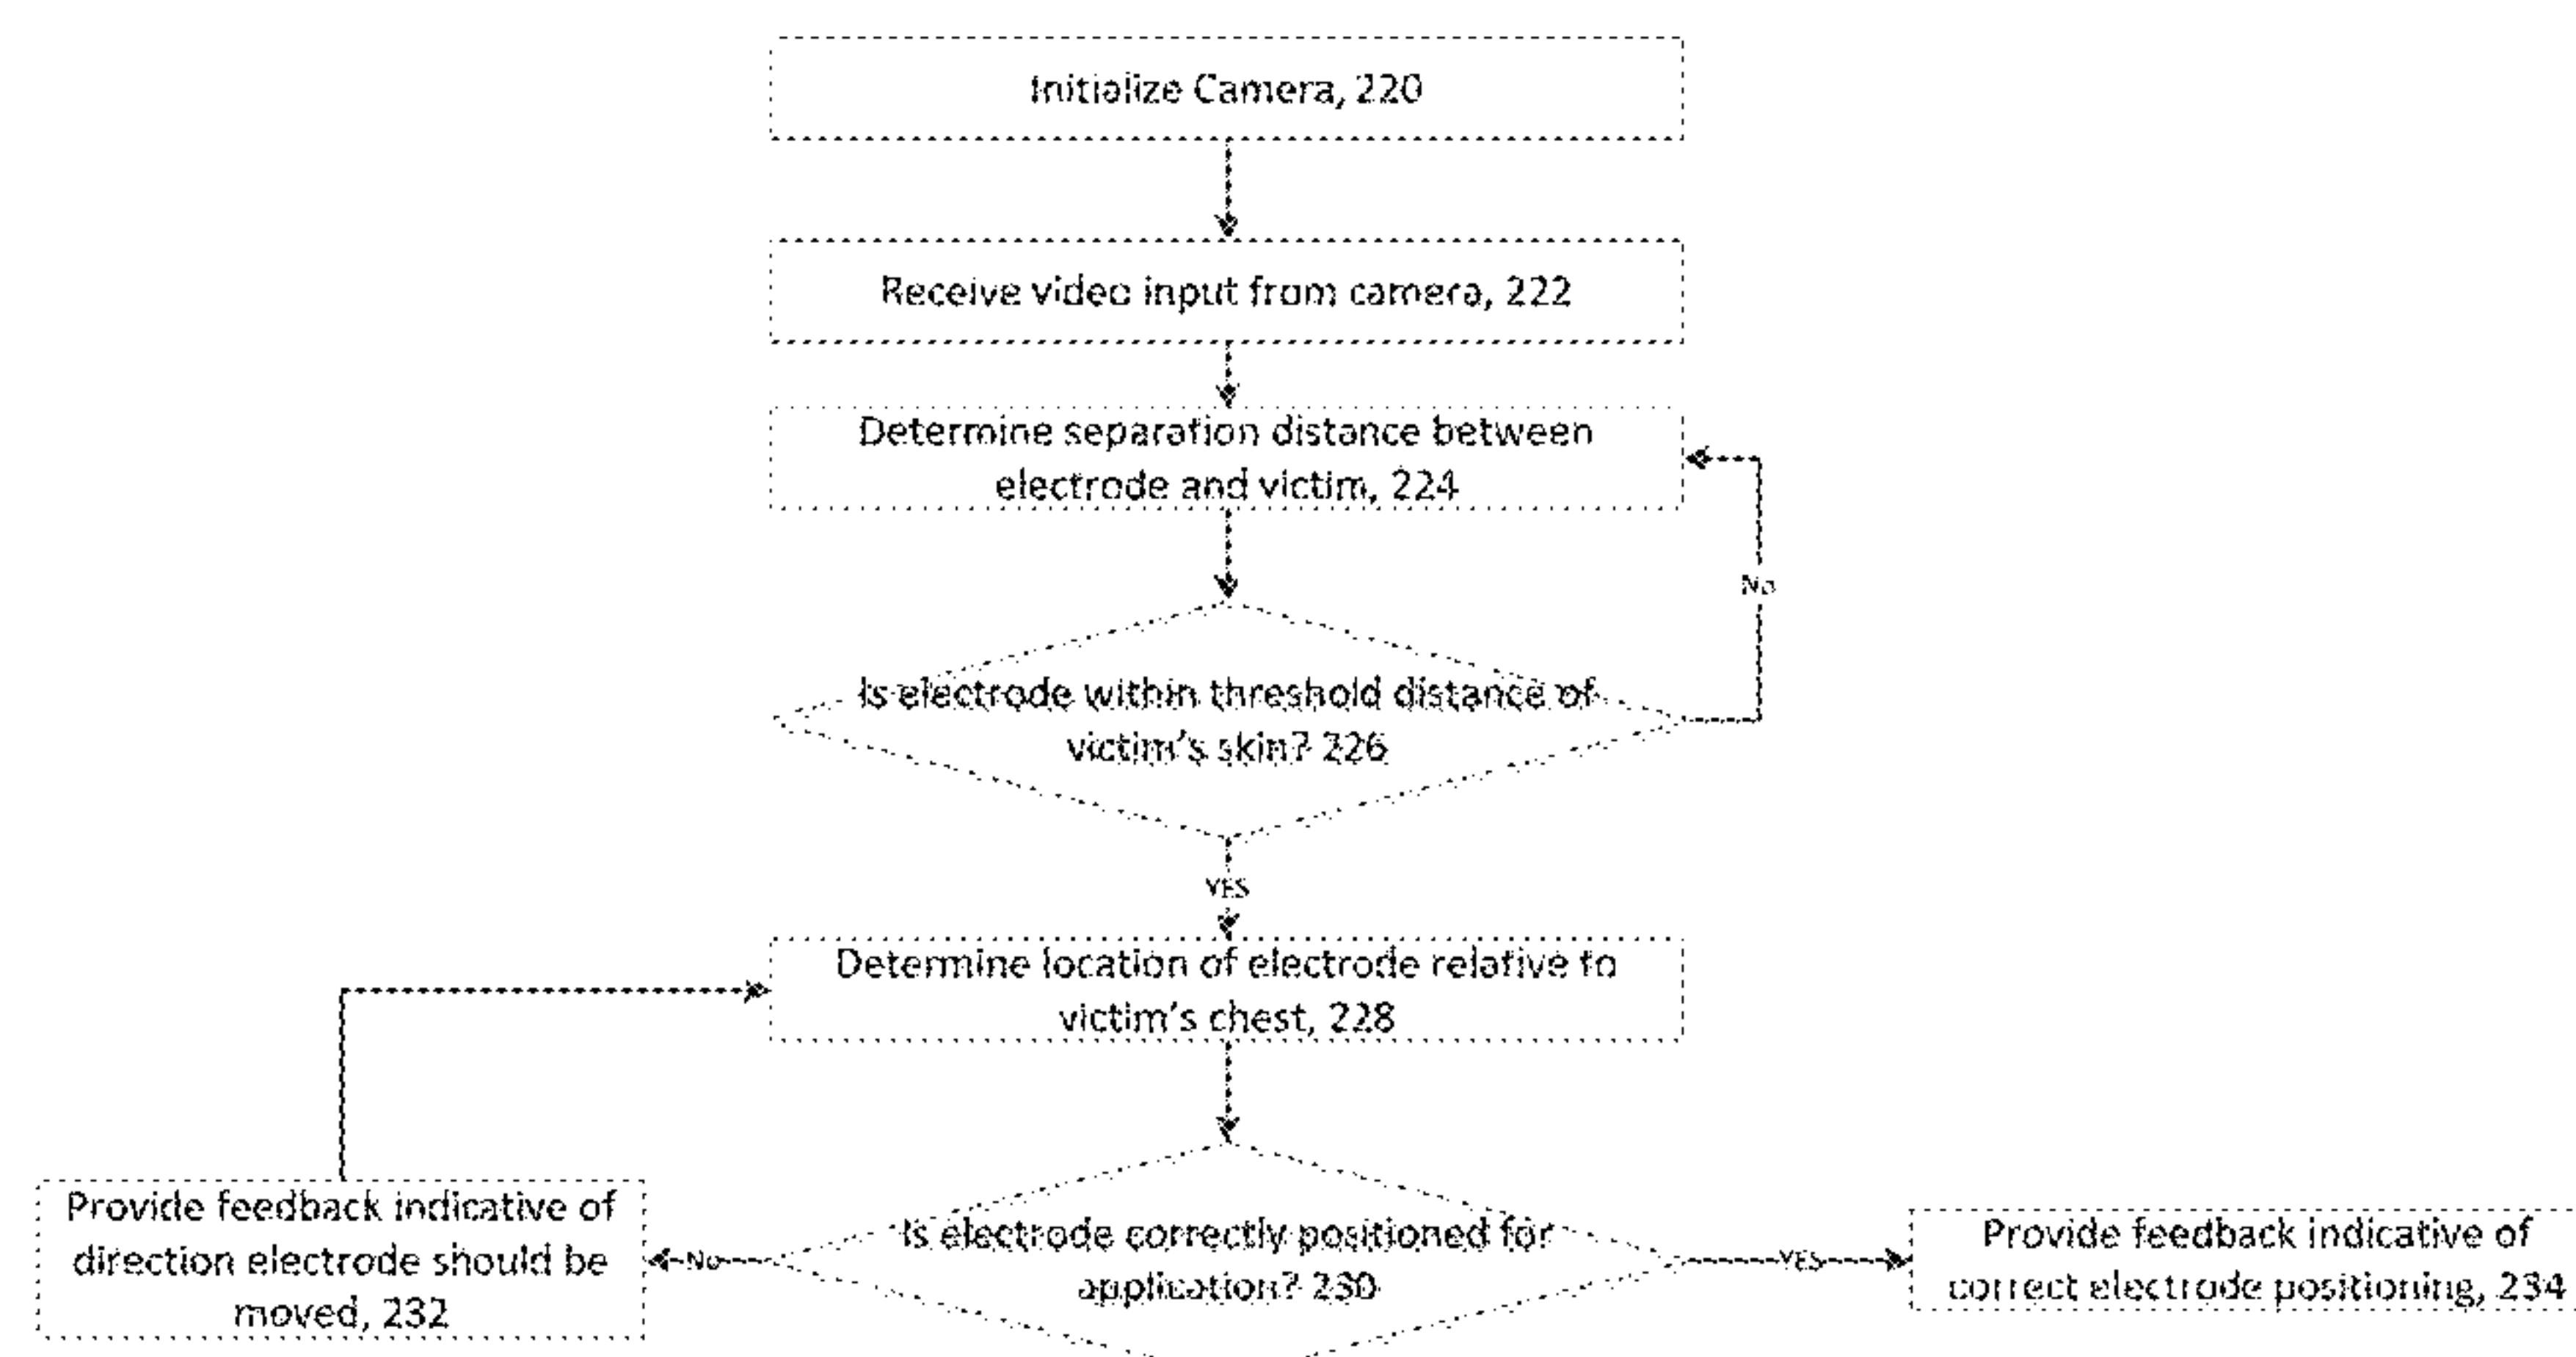 Initialize Camera, 220
Receive video input from camera, 222
Determine separation distance between
electrode and victim, 224
No
Is electrode within threshold distance of
victim's skin? 226
YES
Determine location of electrode relative to
victim's chest, 228
Provide feedback indicative of
direction electrode should be
moved, 232
No
Is electrode correctly positioned for
application? 230
YES
Provide feedback indicative of
correct electrode positioning, 234